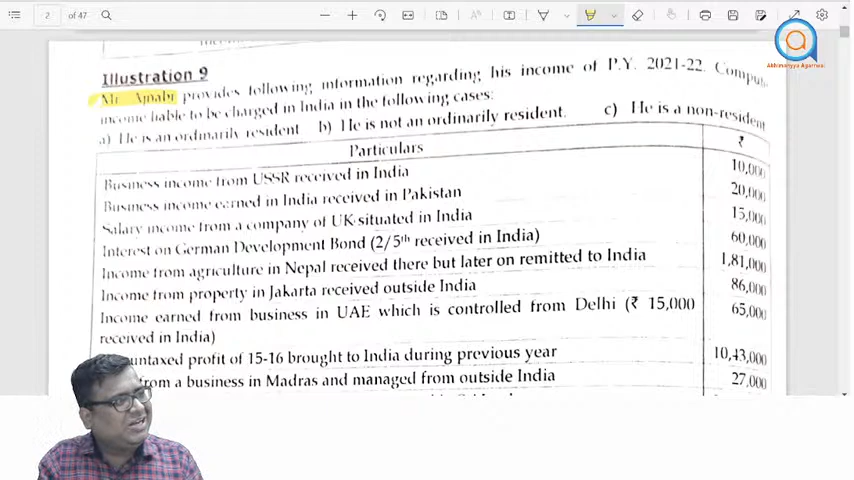 2 of 47
Illustration 9
Mr. Ajnabi provides following information regarding his income of P.Y. 2021-22. Compute
income liable to be charged in India in the following cases:
a) He is an ordinarily resident b) He is not an ordinarily resident. c) He is a non-resident
Particulars ₹
Business income from USSR received in India 10,000
Business income earned in India received in Pakistan 20,000
Salary income from a company of UK situated in India 15,000
Interest on German Development Bond (2/5th received in India) 60,000
Income from agriculture in Nepal received there but later on remitted to India 1,81,000
Income from property in Jakarta received outside India 86,000
Income earned from business in UAE which is controlled from Delhi (₹ 15,000 65,000
received in India)
untaxed profit of 15-16 brought to India during previous year 10,43,000
from a business in Madras and managed from outside India 27,000
Abhimanyu Agarwal